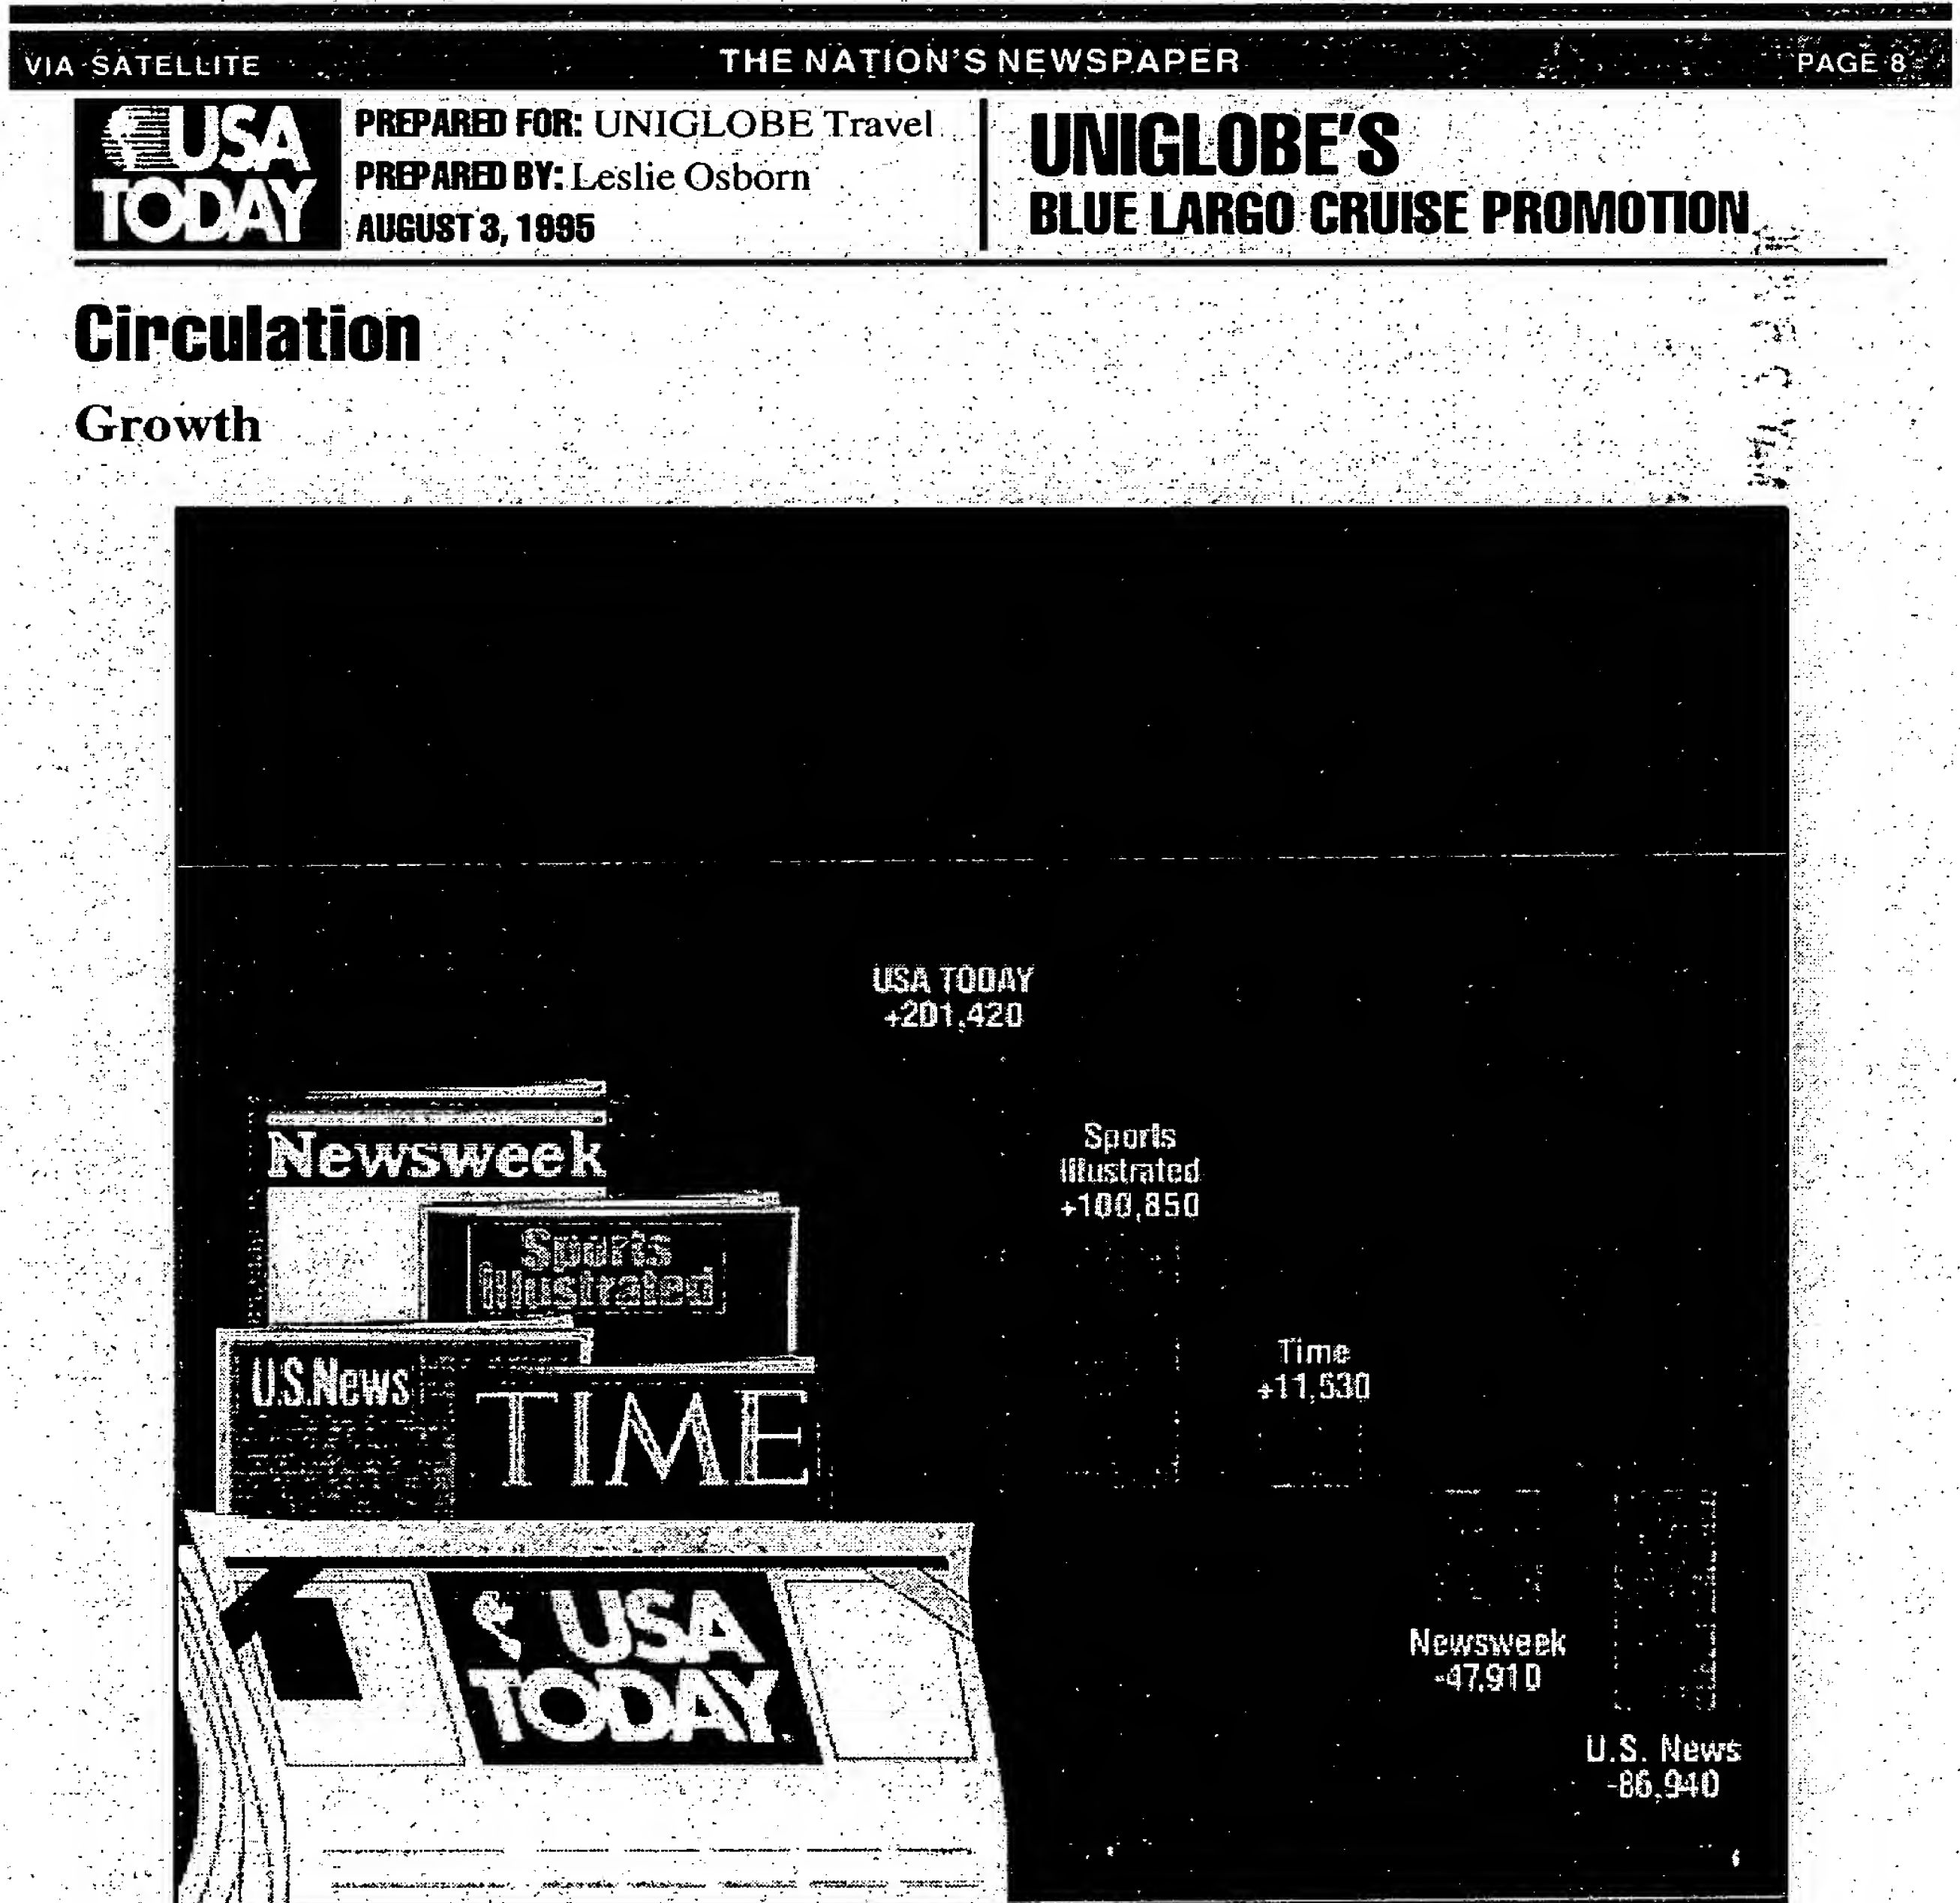 VIA SATELLITE
THE NATION'S NEWSPAPER
PAGE 8
USA
TODAY
PREPARED FOR: UNIGLOBE Travel
PREPARED BY: Leslie Osborn
AUGUST 3, 1995
UNIGLOBE'S
BLUE LARGO CRUISE PROMOTION
Circulation
Growth
USA TODAY
+201,420
Sports
Illustrated
+100,850
Time
+11,530
Newsweek
-47,910
U.S. News
-86,940
Newsweek
Sports
Illustrated
U.S.News
TIME
USA
TODAY